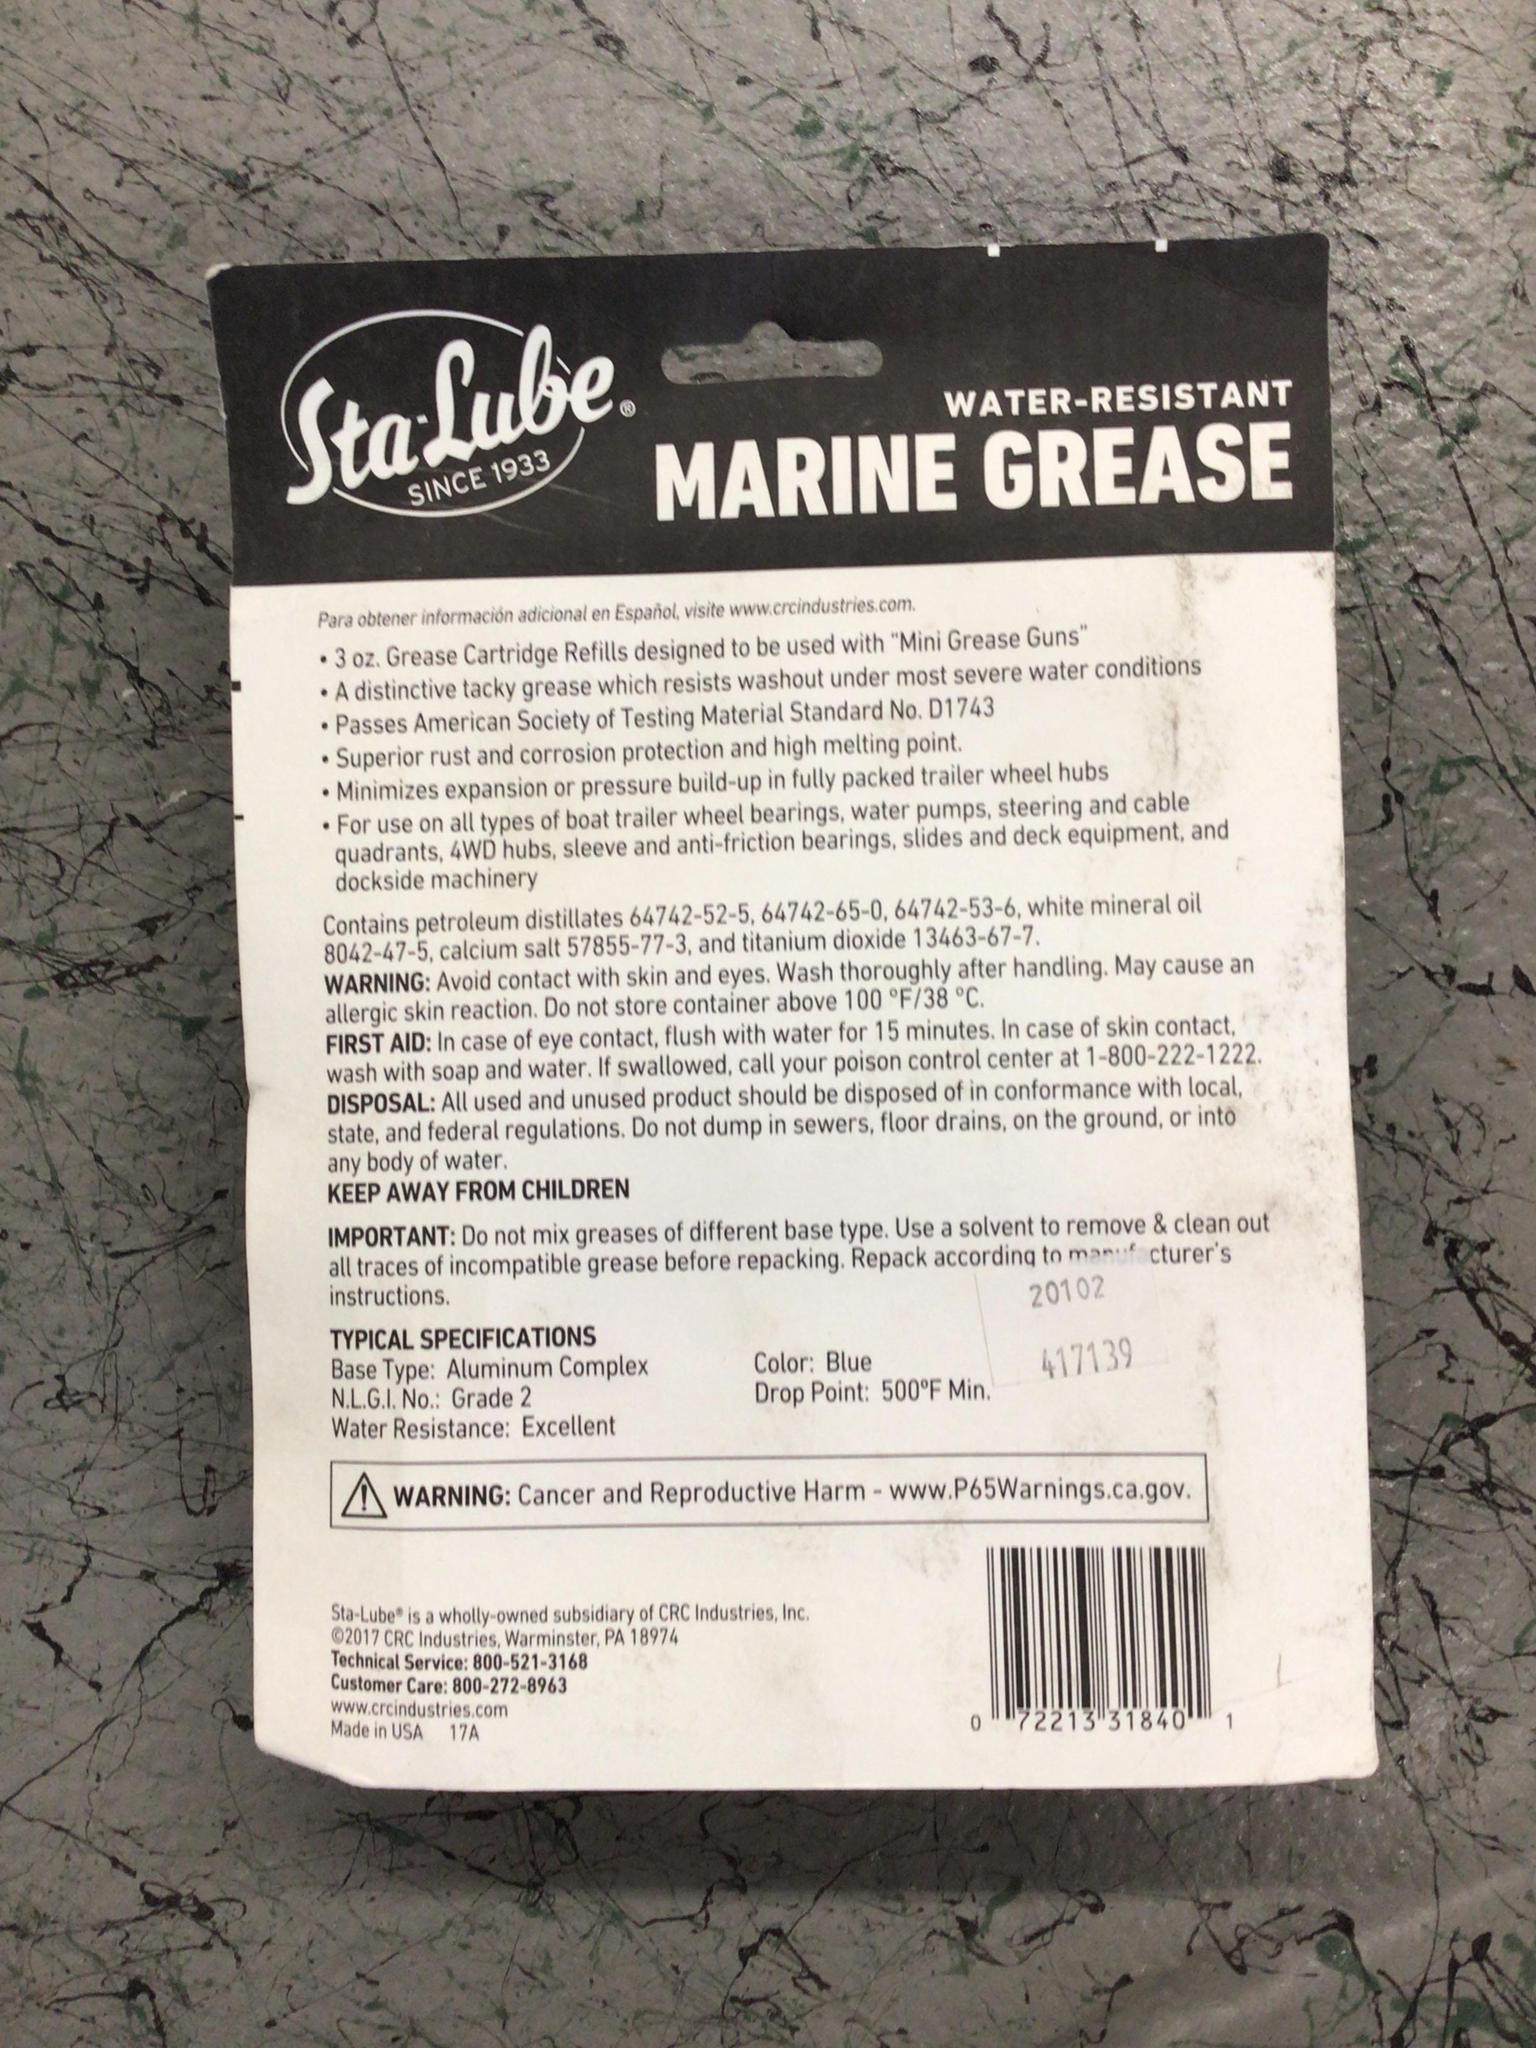 Sta-Lube®
SINCE 1933
WATER-RESISTANT
MARINE GREASE
Para obtener información adicional en Español, visite www.crcindustries.com.
• 3 oz. Grease Cartridge Refills designed to be used with "Mini Grease Guns"
• A distinctive tacky grease which resists washout under most severe water conditions
• Passes American Society of Testing Material Standard No. D1743
• Superior rust and corrosion protection and high melting point.
• Minimizes expansion or pressure build-up in fully packed trailer wheel hubs
• For use on all types of boat trailer wheel bearings, water pumps, steering and cable
quadrants, 4WD hubs, sleeve and anti-friction bearings, slides and deck equipment, and
dockside machinery
Contains petroleum distillates 64742-52-5, 64742-65-0, 64742-53-6, white mineral oil
8042-47-5, calcium salt 57855-77-3, and titanium dioxide 13463-67-7.
WARNING: Avoid contact with skin and eyes. Wash thoroughly after handling. May cause an
allergic skin reaction. Do not store container above 100 °F/38 °C.
FIRST AID: In case of eye contact, flush with water for 15 minutes. In case of skin contact,
wash with soap and water. If swallowed, call your poison control center at 1-800-222-1222.
DISPOSAL: All used and unused product should be disposed of in conformance with local,
state, and federal regulations. Do not dump in sewers, floor drains, on the ground, or into
any body of water.
KEEP AWAY FROM CHILDREN
IMPORTANT: Do not mix greases of different base type. Use a solvent to remove & clean out
all traces of incompatible grease before repacking. Repack according to manufacturer's
instructions.
20102
417139
TYPICAL SPECIFICATIONS
Base Type: Aluminum Complex
N.L.G.I. No.: Grade 2
Water Resistance: Excellent
Color: Blue
Drop Point: 500°F Min.
WARNING: Cancer and Reproductive Harm - www.P65Warnings.ca.gov.
Sta-Lube® is a wholly-owned subsidiary of CRC Industries, Inc.
©2017 CRC Industries, Warminster, PA 18974
Technical Service: 800-521-3168
Customer Care: 800-272-8963
www.crcindustries.com
Made in USA 17A
0 72213 31840 1